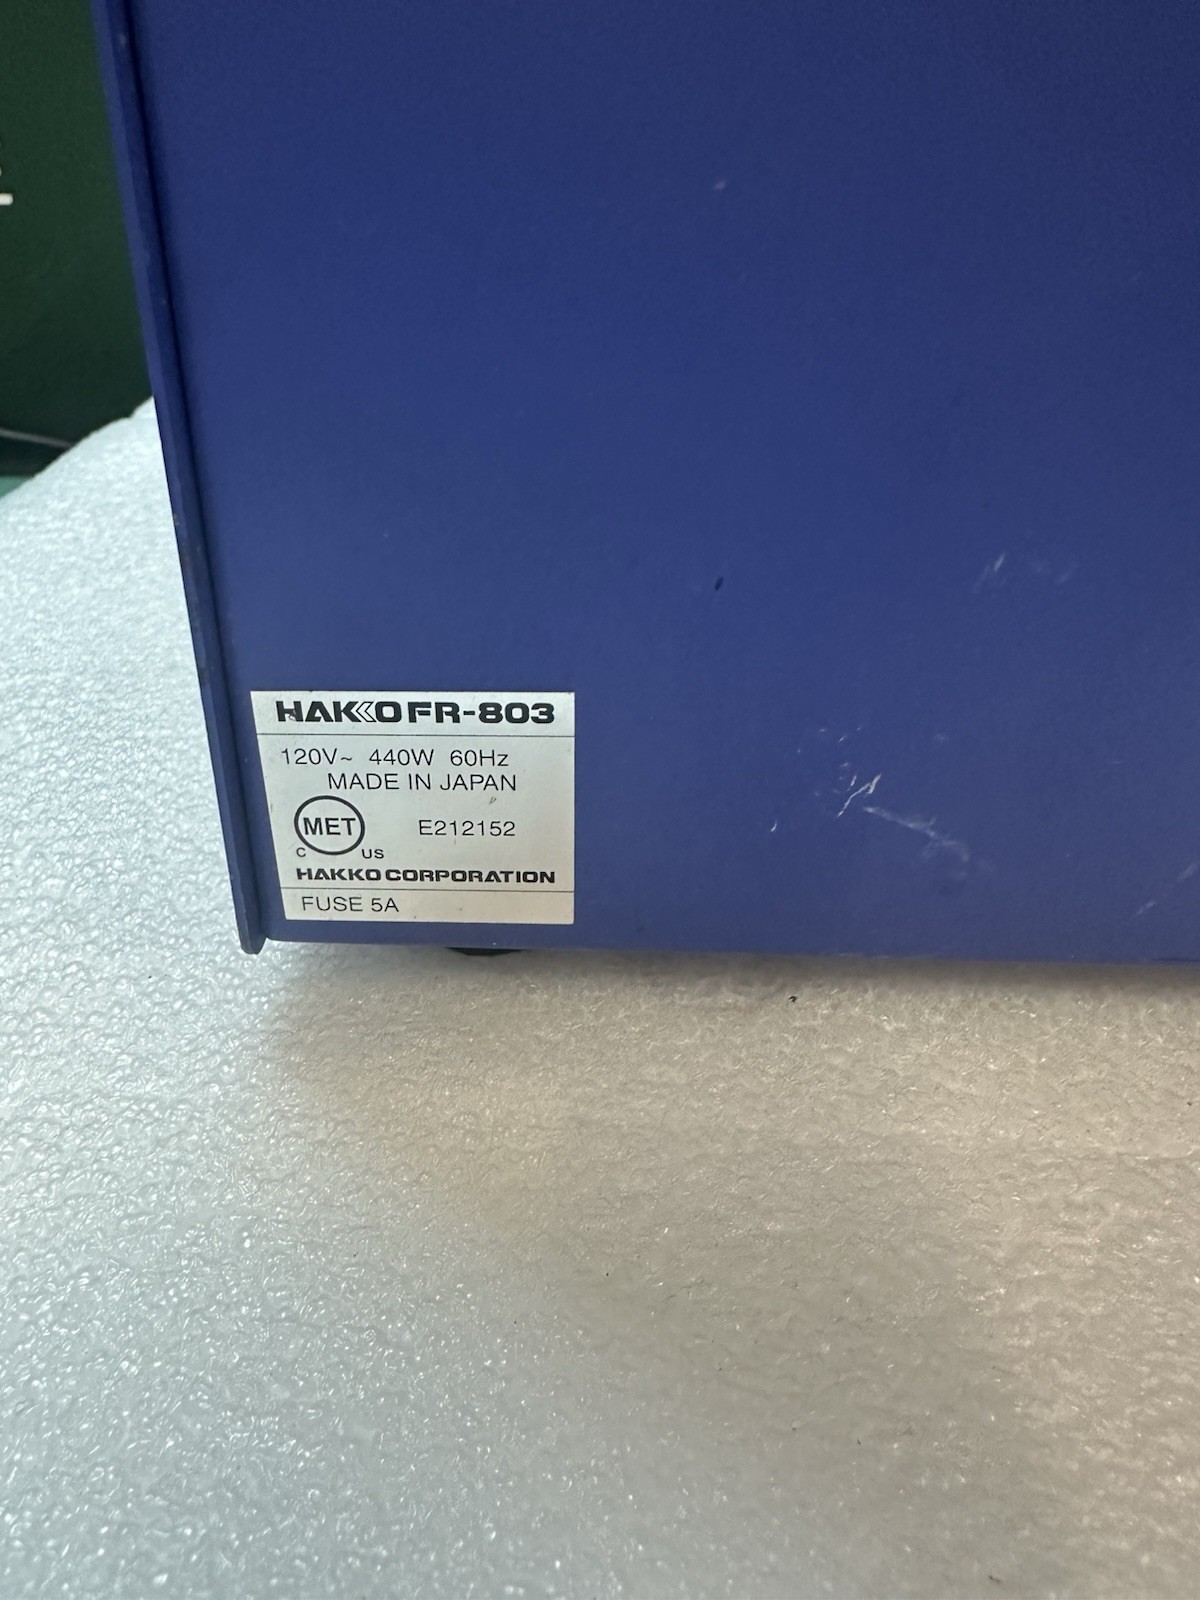 HAKKO FR-803
120V~ 440W 60Hz
MADE IN JAPAN
MET E212152
C US
HAKKO CORPORATION
FUSE 5A